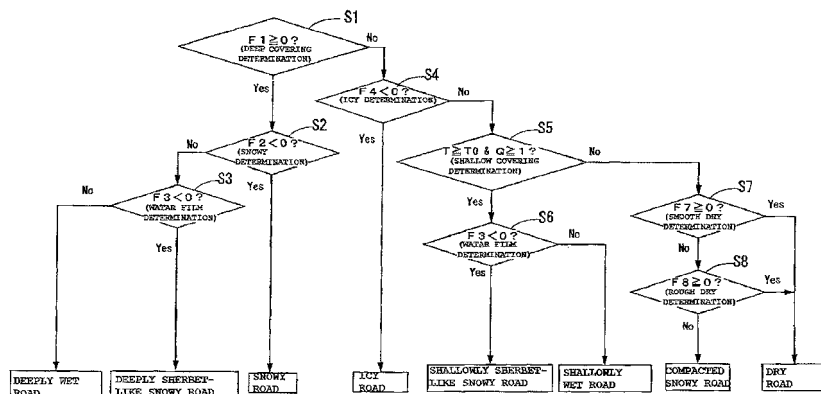 S1
F1≧0?
(DEEP COVERING
DETERMINATION)
No
Yes
S4
F4<0?
(ICY DETERMINATION)
No
Yes
S2
F2<0?
(SNOWY
DETERMINATION)
No
Yes
S5
T≧T0 & Q≧1?
(SHALLOW COVERING
DETERMINATION)
No
Yes
S3
F3<0?
(WATAR FILM
DETERMINATION)
No
Yes
S7
F7≧0?
(SMOOTH DRY
DETERMINATION)
Yes
No
S6
F3<0?
(WATAR FILM
DETERMINATION)
No
Yes
S8
F8≧0?
(ROUGH DRY
DETERMINATION)
Yes
No
DEEPLY WET
ROAD
DEEPLY SHERBET-
LIKE SNOWY ROAD
SNOWY
ROAD
ICY
ROAD
SHALLOWLY SBERBET-
LIKE SNOWY ROAD
SHALLOWLY
WET ROAD
COMPACTED
SNOWY ROAD
DRY
ROAD